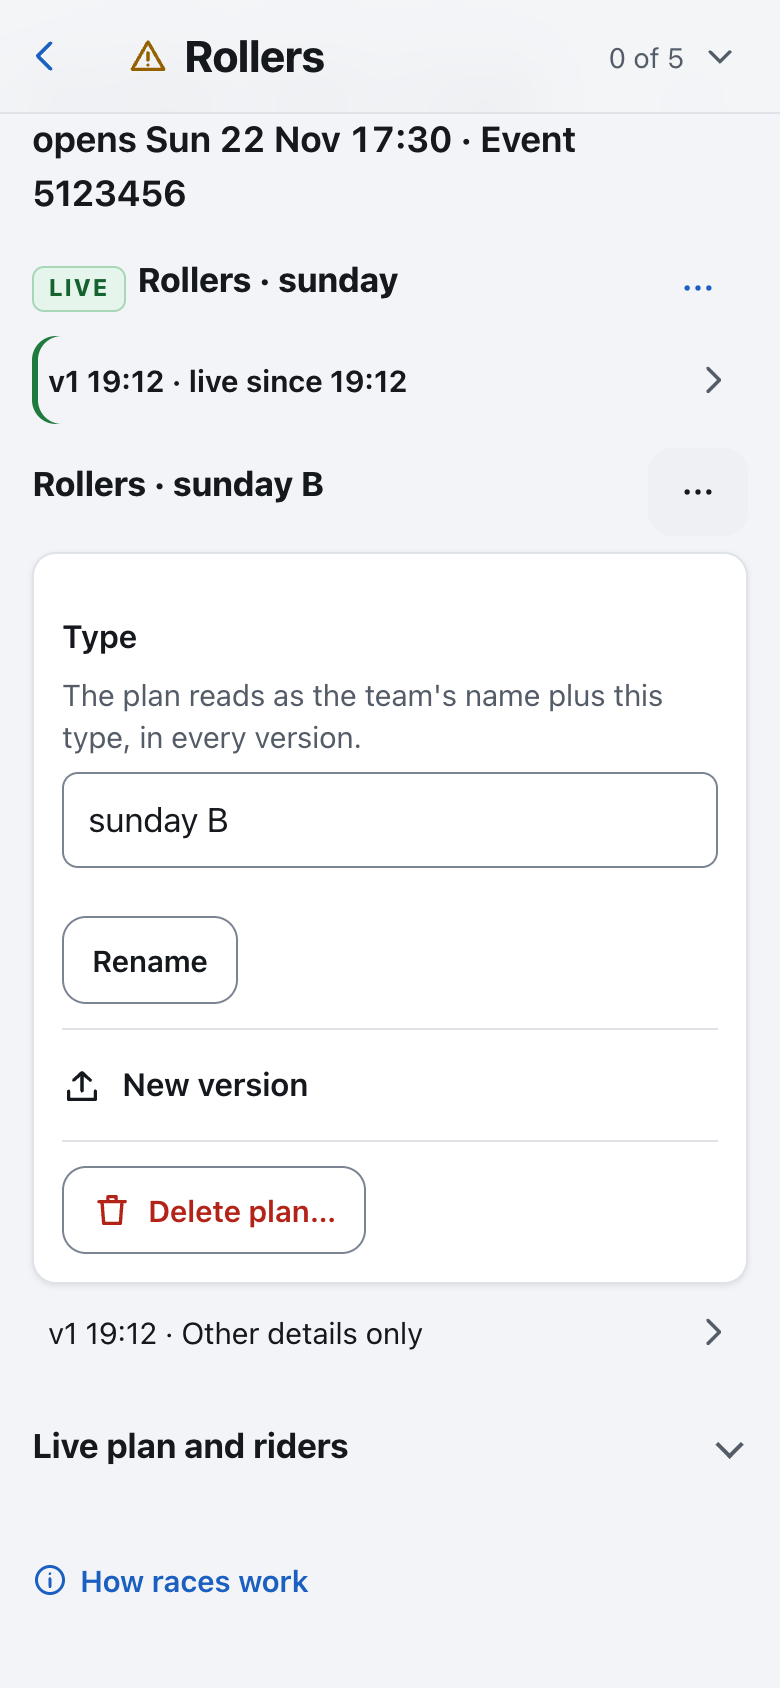 Rollers
0 of 5
opens Sun 22 Nov 17:30 · Event
5123456
LIVE Rollers · sunday
v1 19:12 · live since 19:12
Rollers · sunday B
Type
The plan reads as the team's name plus this
type, in every version.
sunday B
Rename
New version
Delete plan...
v1 19:12 · Other details only
Live plan and riders
How races work